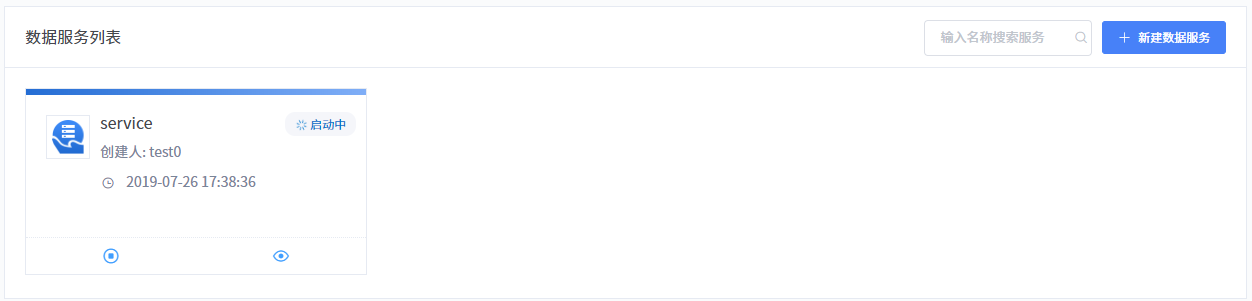 数据服务列表
输入名称搜索服务
新建数据服务
service
启动中
创建人: test0
2019-07-26 17:38:36